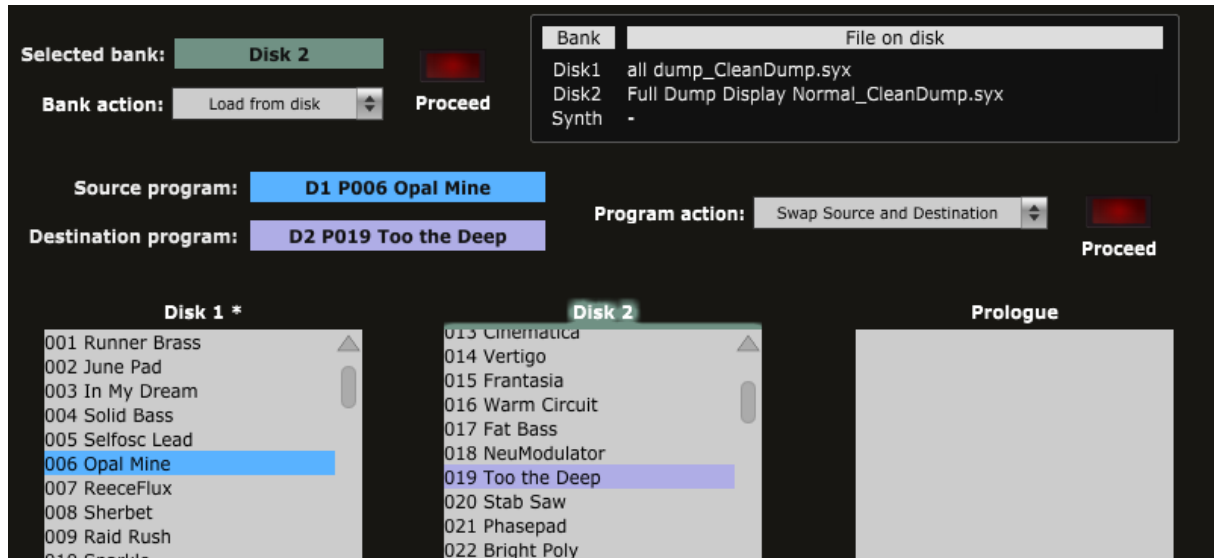 Selected bank: Disk 2
Bank action: Load from disk
Proceed
Bank File on disk
Disk1 all dump_CleanDump.syx
Disk2 Full Dump Display Normal_CleanDump.syx
Synth -
Source program: D1 P006 Opal Mine
Destination program: D2 P019 Too the Deep
Program action: Swap Source and Destination
Proceed
Disk 1 *
001 Runner Brass
002 June Pad
003 In My Dream
004 Solid Bass
005 Selfosc Lead
006 Opal Mine
007 ReeceFlux
008 Sherbet
009 Raid Rush
010 Sparkle
Disk 2
013 Cinematica
014 Vertigo
015 Frantasia
016 Warm Circuit
017 Fat Bass
018 NeuModulator
019 Too the Deep
020 Stab Saw
021 Phasepad
022 Bright Poly
Prologue